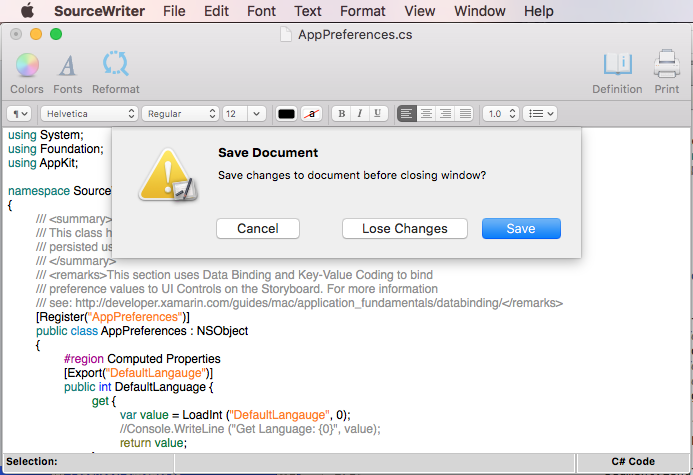 SourceWriter File Edit Font Text Format View Window Help
AppPreferences.cs
Colors Fonts Reformat Definition Print
¶ Helvetica Regular 12 a B I U 1.0
using System;
using Foundation;
using AppKit;
Save Document
Save changes to document before closing window?
Cancel Lose Changes Save
namespace Source
{
/// <summary>
/// This class h
/// persisted us
/// </summary>
/// <remarks>This section uses Data Binding and Key-Value Coding to bind
/// preference values to UI Controls on the Storyboard. For more information
/// see: http://developer.xamarin.com/guides/mac/application_fundamentals/databinding/</remarks>
[Register("AppPreferences")]
public class AppPreferences : NSObject
{
#region Computed Properties
[Export("DefaultLangauge")]
public int DefaultLanguage {
get {
var value = LoadInt ("DefaultLangauge", 0);
//Console.WriteLine ("Get Language: {0}", value);
return value;
Selection: C# Code